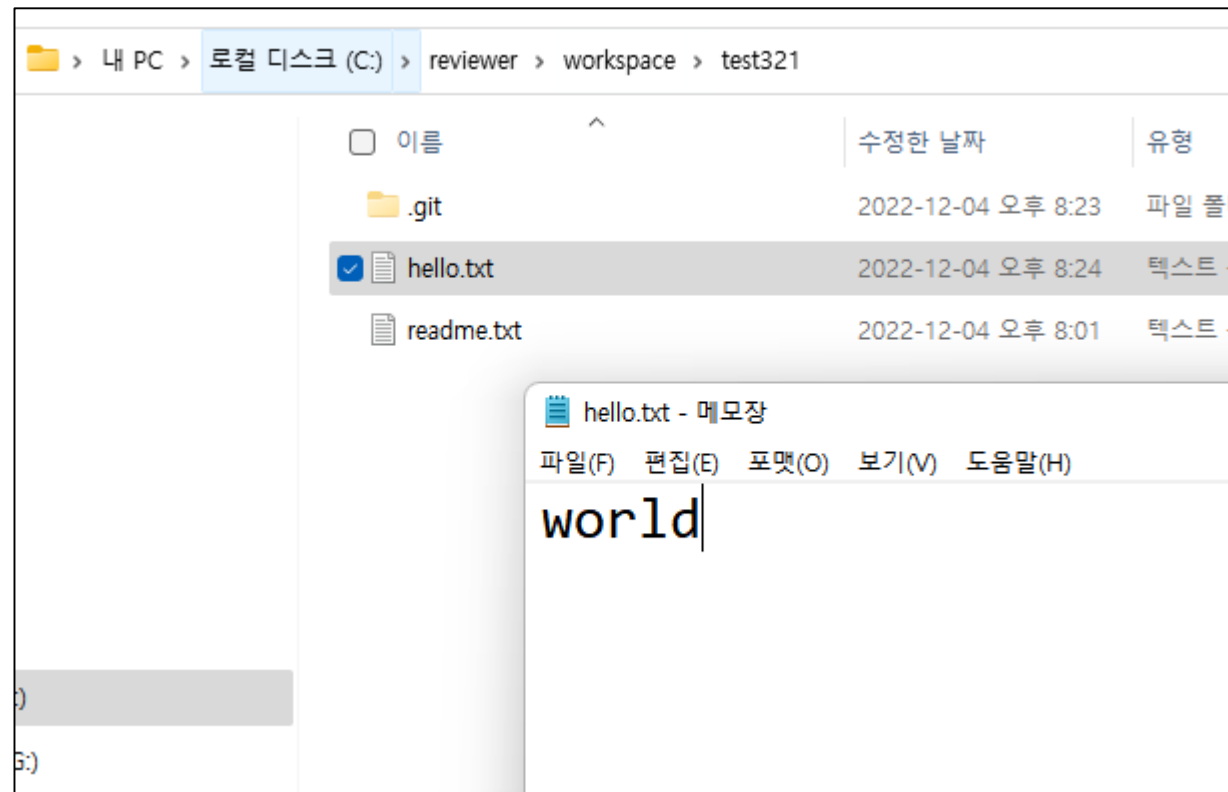 > 내 PC > 로컬 디스크 (C:) > reviewer > workspace > test321
이름 수정한 날짜 유형
.git 2022-12-04 오후 8:23 파일 폴
hello.txt 2022-12-04 오후 8:24 텍스트
readme.txt 2022-12-04 오후 8:01 텍스트
hello.txt - 메모장
파일(F) 편집(E) 포맷(O) 보기(V) 도움말(H)
world
:)
G:)